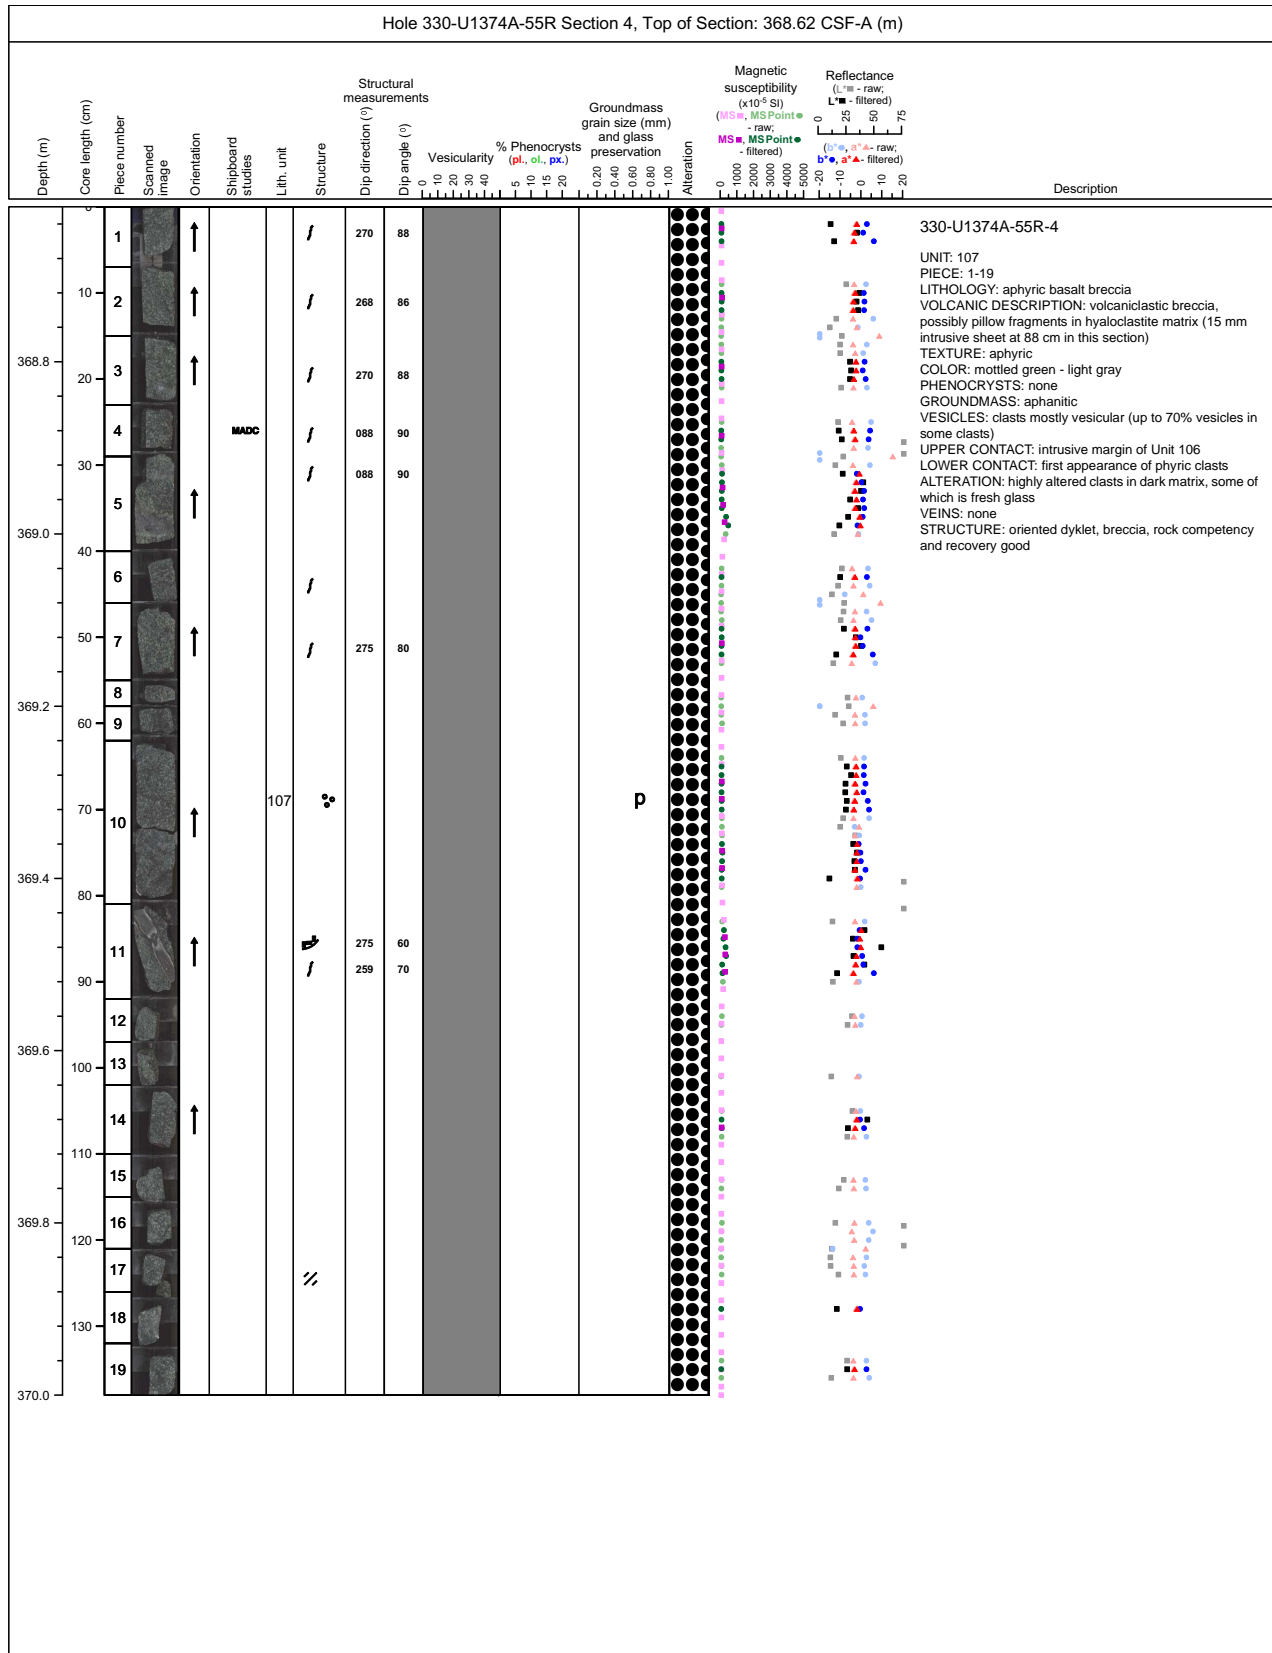 Hole 330-U1374A-55R Section 4, Top of Section: 368.62 CSF-A (m)
Depth (m)
Core length (cm)
Piece number
Scanned image
Orientation
Shipboard studies
Lith. unit
Structure
Structural measurements
Dip direction (°)
Dip angle (°)
Vesicularity
0 10 20 30 40
% Phenocrysts
(pl., ol., px.)
5 10 15 20
Groundmass grain size (mm) and glass preservation
0.20 0.40 0.60 0.80 1.00
Alteration
Magnetic susceptibility
(x10-5 SI)
(MS, MSPoint
- raw;
MS, MSPoint
- filtered)
0 1000 2000 3000 4000 5000
Reflectance
(L* - raw;
L* - filtered)
0 25 50 75
(b*, a* - raw;
b*, a* - filtered)
-20 -10 0 10 20
Description
0
1 270 88
10 2 268 86
368.8
20 3 270 88
4 MADC 088 90
30 088 90
5
369.0
40
6
50 7 275 80
8
369.2
60 9
70 107 p
10
369.4
80
11 275 60
259 70
90
12
369.6
100 13
14
110
15
16
369.8
120
17
18
130
19
370.0
330-U1374A-55R-4
UNIT: 107
PIECE: 1-19
LITHOLOGY: aphyric basalt breccia
VOLCANIC DESCRIPTION: volcaniclastic breccia,
possibly pillow fragments in hyaloclastite matrix (15 mm
intrusive sheet at 88 cm in this section)
TEXTURE: aphyric
COLOR: mottled green - light gray
PHENOCRYSTS: none
GROUNDMASS: aphanitic
VESICLES: clasts mostly vesicular (up to 70% vesicles in
some clasts)
UPPER CONTACT: intrusive margin of Unit 106
LOWER CONTACT: first appearance of phyric clasts
ALTERATION: highly altered clasts in dark matrix, some of
which is fresh glass
VEINS: none
STRUCTURE: oriented dyklet, breccia, rock competency
and recovery good